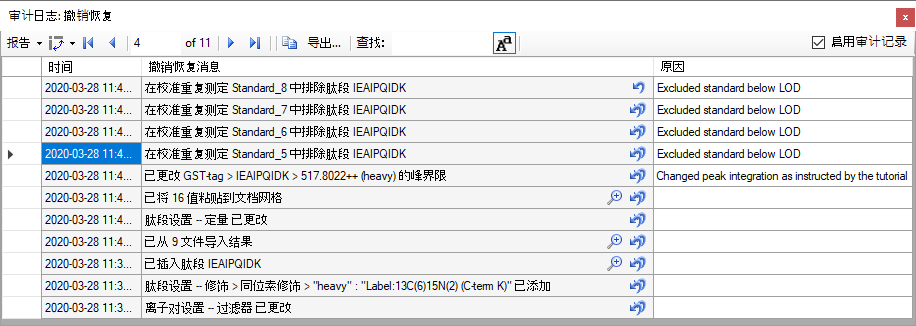 审计日志: 撤销恢复
报告 4 of 11 导出... 查找: Aa 启用审计记录
时间 撤销恢复消息 原因
2020-03-28 11:4... 在校准重复测定 Standard_8 中排除肽段 IEAIPQIDK Excluded standard below LOD
2020-03-28 11:4... 在校准重复测定 Standard_7 中排除肽段 IEAIPQIDK Excluded standard below LOD
2020-03-28 11:4... 在校准重复测定 Standard_6 中排除肽段 IEAIPQIDK Excluded standard below LOD
2020-03-28 11:4... 在校准重复测定 Standard_5 中排除肽段 IEAIPQIDK Excluded standard below LOD
2020-03-28 11:4... 已更改 GST-tag > IEAIPQIDK > 517.8022++ (heavy) 的峰界限 Changed peak integration as instructed by the tutorial
2020-03-28 11:4... 已将 16 值粘贴到文档网格
2020-03-28 11:4... 肽段设置 -- 定量 已更改
2020-03-28 11:4... 已从 9 文件导入结果
2020-03-28 11:3... 已插入肽段 IEAIPQIDK
2020-03-28 11:3... 肽段设置 -- 修饰 > 同位素修饰 > "heavy" : "Label:13C(6)15N(2) (C-term K)" 已添加
2020-03-28 11:3... 离子对设置 -- 过滤器 已更改